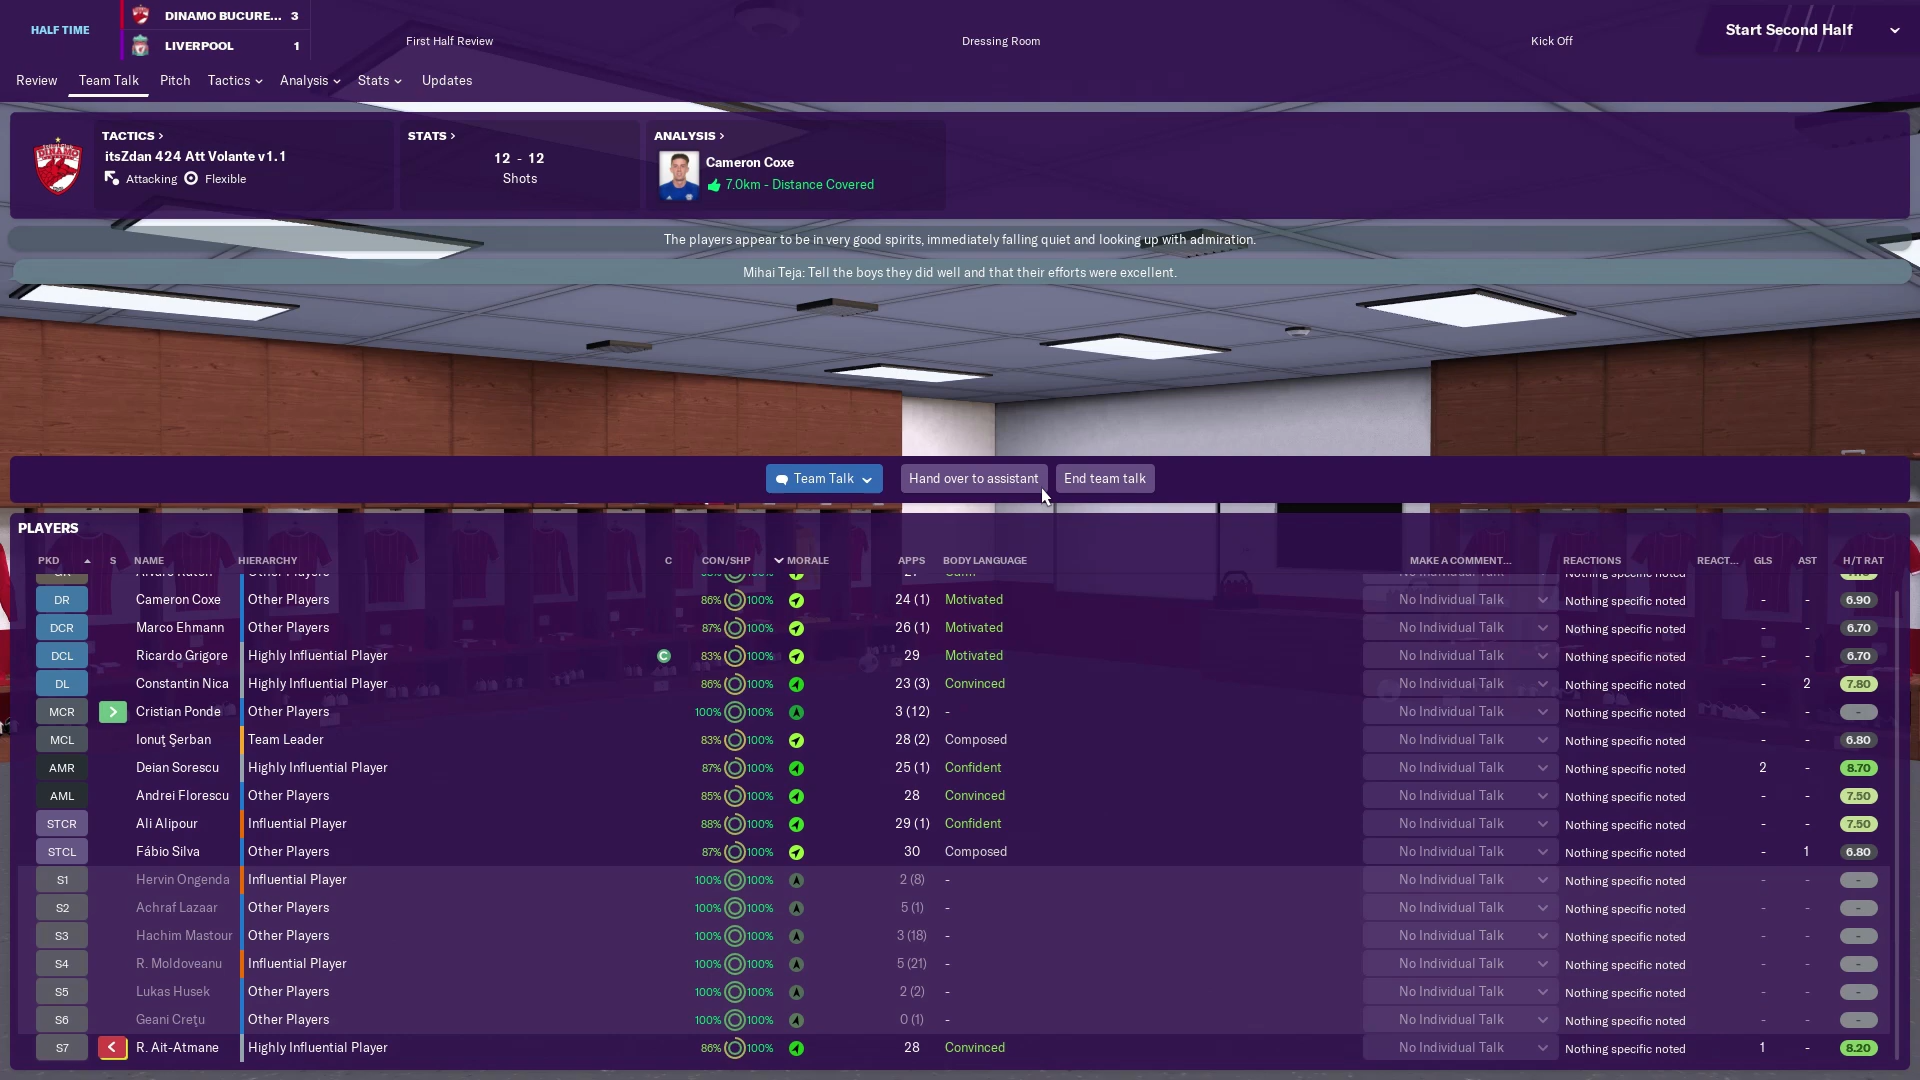 HALF TIME
DINAMO BUCURE... 3
LIVERPOOL 1
First Half Review
Dressing Room
Kick Off
Start Second Half
Review Team Talk Pitch Tactics Analysis Stats Updates
TACTICS >
itsZdan 424 Att Volante v1.1
Attacking Flexible
STATS >
12 - 12
Shots
ANALYSIS >
Cameron Coxe
7.0km - Distance Covered
The players appear to be in very good spirits, immediately falling quiet and looking up with admiration.
Mihai Teja: Tell the boys they did well and that their efforts were excellent.
Team Talk Hand over to assistant End team talk
PLAYERS
PKD S NAME HIERARCHY C CON/SHP MORALE APPS BODY LANGUAGE MAKE A COMMENT... REACTIONS REACT... GLS AST H/T RAT
DR Cameron Coxe Other Players 86% 100% 24 (1) Motivated No Individual Talk Nothing specific noted - - 6.90
DCR Marco Ehmann Other Players 87% 100% 26 (1) Motivated No Individual Talk Nothing specific noted - - 6.70
DCL Ricardo Grigore Highly Influential Player C 83% 100% 29 Motivated No Individual Talk Nothing specific noted - - 6.70
DL Constantin Nica Highly Influential Player 86% 100% 23 (3) Convinced No Individual Talk Nothing specific noted - 2 7.80
MCR Cristian Ponde Other Players 100% 100% 3 (12) - No Individual Talk Nothing specific noted - - -
MCL Ionuţ Şerban Team Leader 83% 100% 28 (2) Composed No Individual Talk Nothing specific noted - - 6.80
AMR Deian Sorescu Highly Influential Player 87% 100% 25 (1) Confident No Individual Talk Nothing specific noted 2 - 8.70
AML Andrei Florescu Other Players 85% 100% 28 Convinced No Individual Talk Nothing specific noted - - 7.50
STCR Ali Alipour Influential Player 88% 100% 29 (1) Confident No Individual Talk Nothing specific noted - - 7.50
STCL Fábio Silva Other Players 87% 100% 30 Composed No Individual Talk Nothing specific noted - 1 6.80
S1 Hervin Ongenda Influential Player 100% 100% 2 (8) - No Individual Talk Nothing specific noted - - -
S2 Achraf Lazaar Other Players 100% 100% 5 (1) - No Individual Talk Nothing specific noted - - -
S3 Hachim Mastour Other Players 100% 100% 3 (18) - No Individual Talk Nothing specific noted - - -
S4 R. Moldoveanu Influential Player 100% 100% 5 (21) - No Individual Talk Nothing specific noted - - -
S5 Lukas Husek Other Players 100% 100% 2 (2) - No Individual Talk Nothing specific noted - - -
S6 Geani Creţu Other Players 100% 100% 0 (1) - No Individual Talk Nothing specific noted - - -
S7 R. Ait-Atmane Highly Influential Player 86% 100% 28 Convinced No Individual Talk Nothing specific noted 1 - 8.20